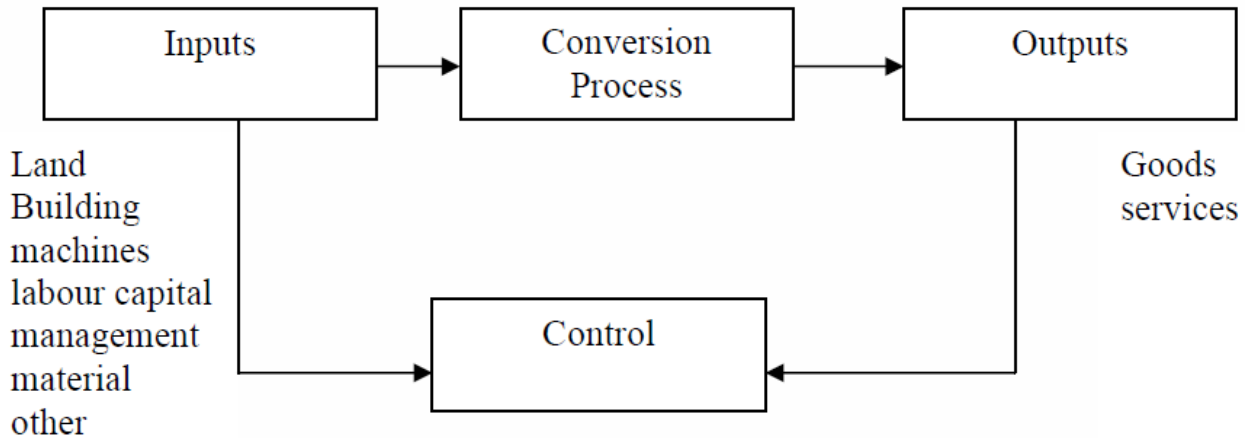 Inputs
Conversion
Process
Outputs
Land
Building
machines
labour capital
management
material
other
Goods
services
Control